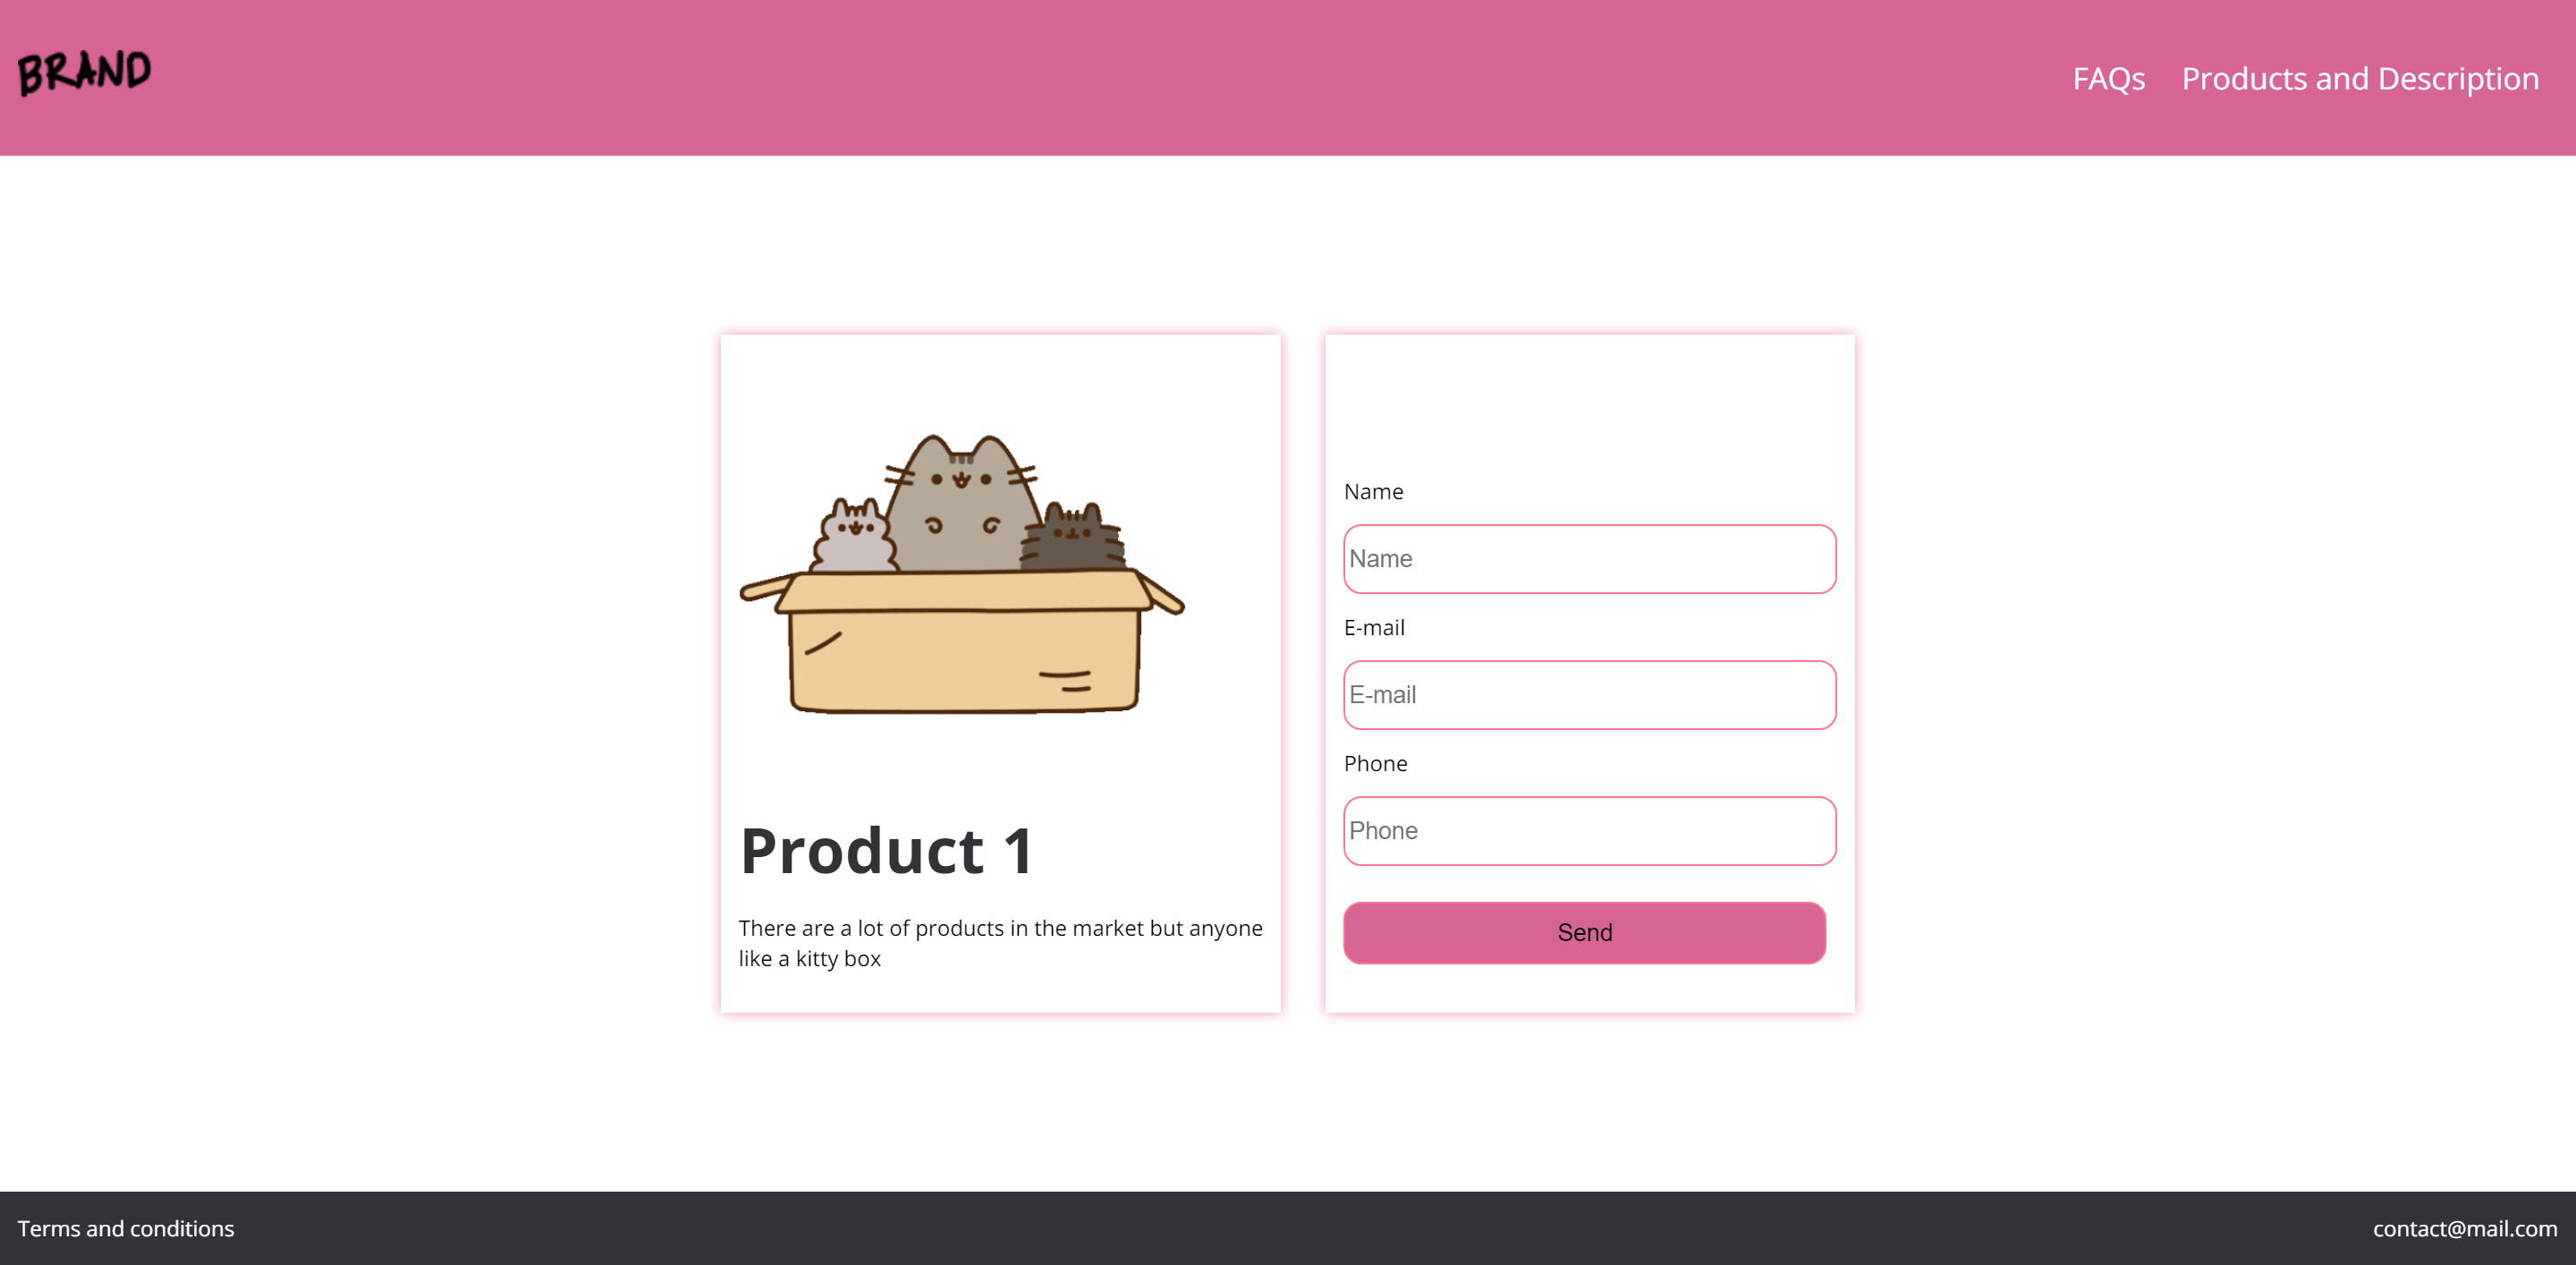 BRAND
FAQs
Products and Description
Product 1
There are a lot of products in the market but anyone
like a kitty box
Name
Name
E-mail
E-mail
Phone
Phone
Send
Terms and conditions
contact@mail.com